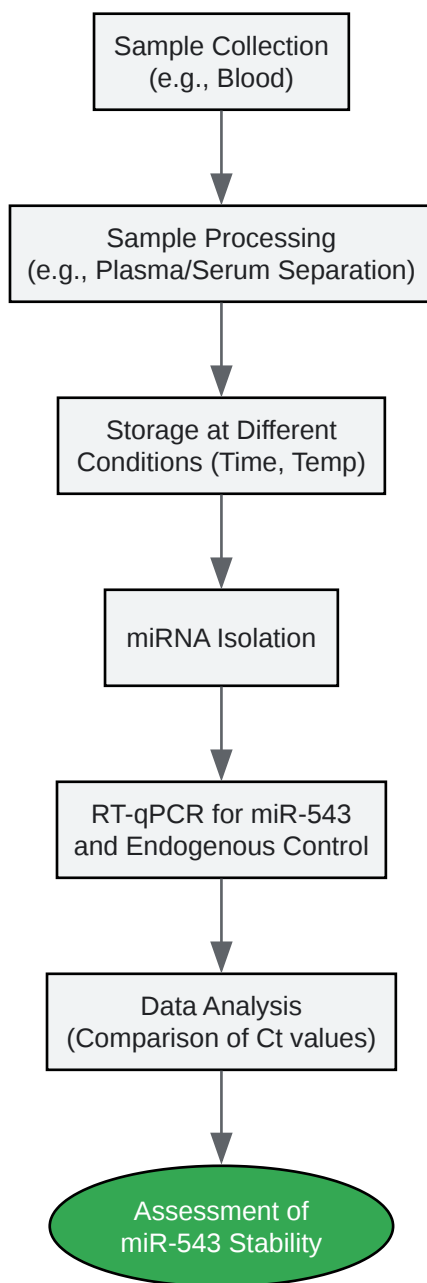 Sample Collection
(e.g., Blood)
Sample Processing
(e.g., Plasma/Serum Separation)
Storage at Different
Conditions (Time, Temp)
miRNA Isolation
RT-qPCR for miR-543
and Endogenous Control
Data Analysis
(Comparison of Ct values)
Assessment of
miR-543 Stability